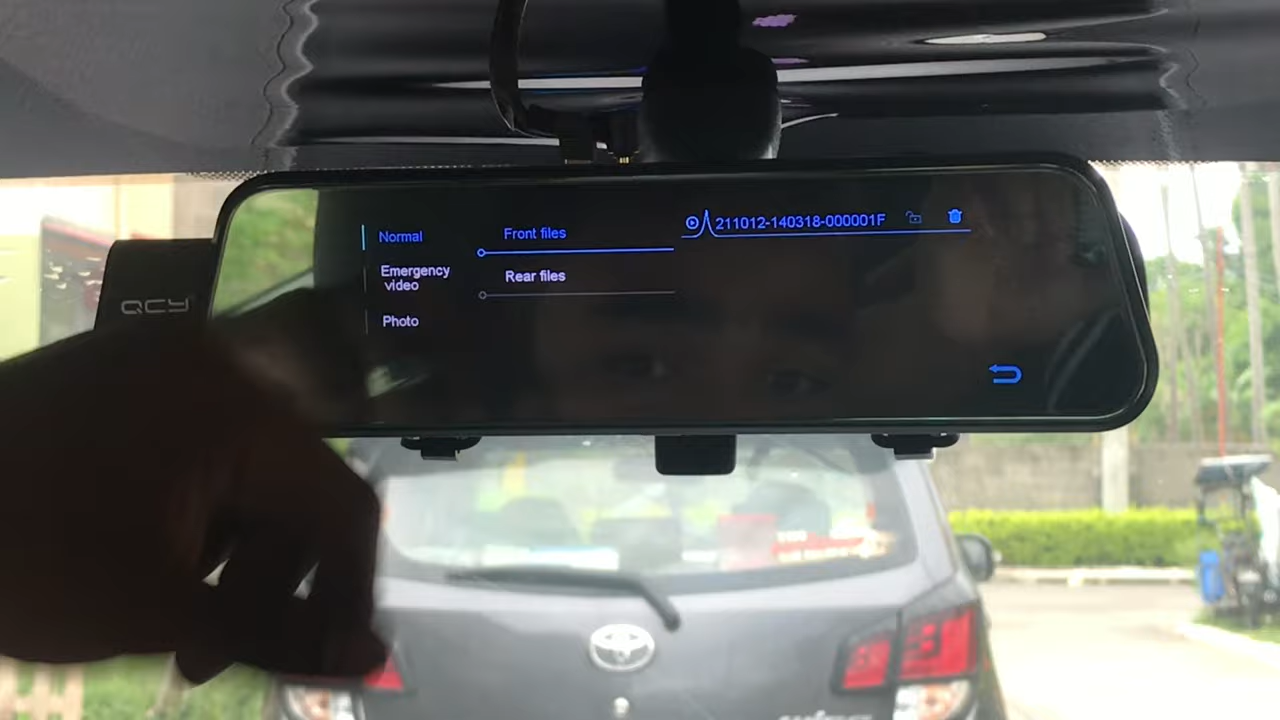 Normal
Emergency
video
Photo
Front files
Rear files
211012-140318-000001F
QCY